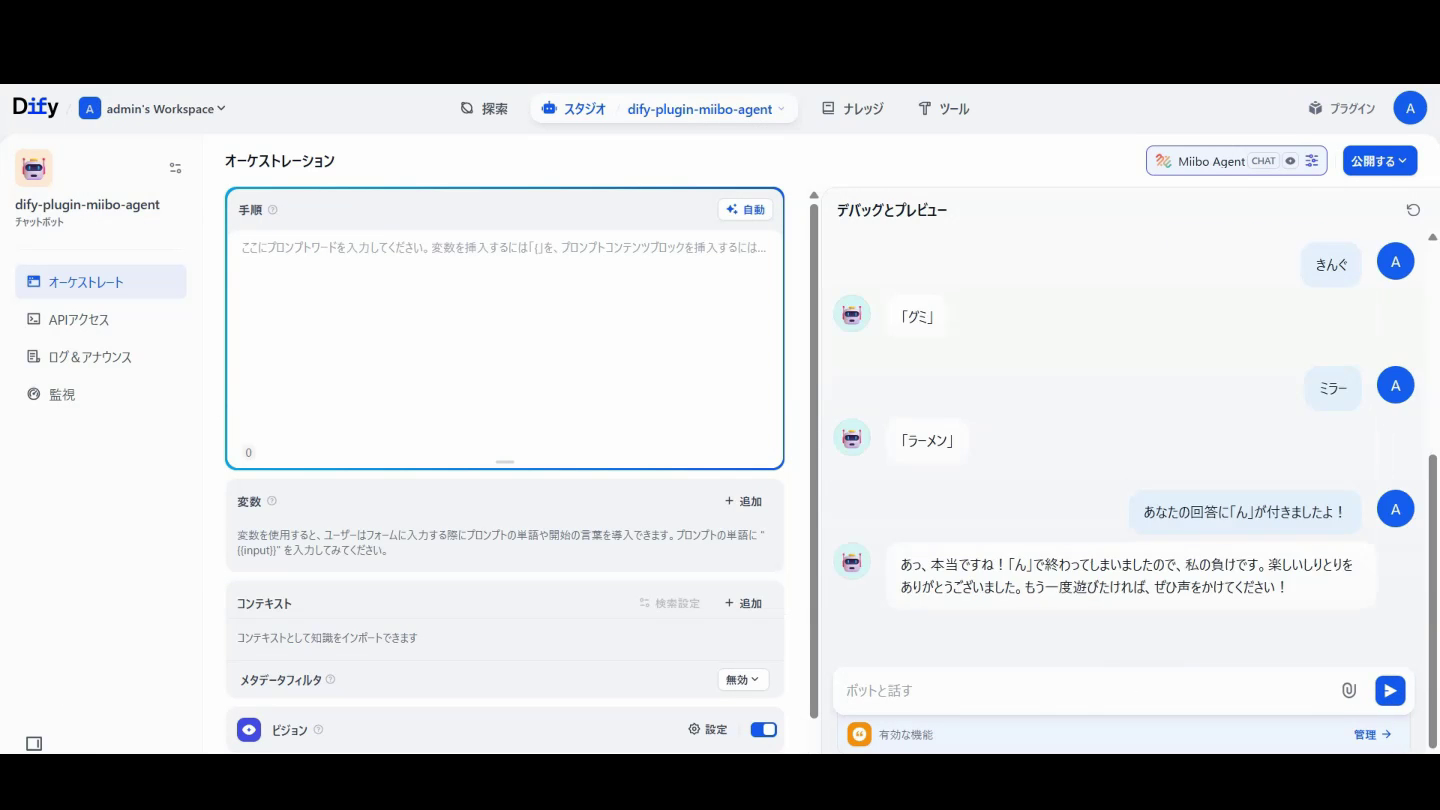 Dify / A admin's Workspace
探索
スタジオ / dify-plugin-miibo-agent
ナレッジ
ツール
プラグイン
A
dify-plugin-miibo-agent
チャットボット
オーケストレート
APIアクセス
ログ＆アナウンス
監視
オーケストレーション
Miibo Agent CHAT
公開する
手順
自動
ここにプロンプトワードを入力してください。変数を挿入するには「{」を、プロンプトコンテンツブロックを挿入するには...
0
変数
+ 追加
変数を使用すると、ユーザーはフォームに入力する際にプロンプトの単語や開始の言葉を導入できます。プロンプトの単語に "
{{input}}" を入力してみてください。
コンテキスト
検索設定
+ 追加
コンテキストとして知識をインポートできます
メタデータフィルタ
無効
ビジョン
設定
デバッグとプレビュー
きんぐ
A
「グミ」
ミラー
A
「ラーメン」
あなたの回答に「ん」が付きましたよ！
A
あっ、本当ですね！「ん」で終わってしまいましたので、私の負けです。楽しいしりとりを
ありがとうございました。もう一度遊びたければ、ぜひ声をかけてください！
ボットと話す
有効な機能
管理 →